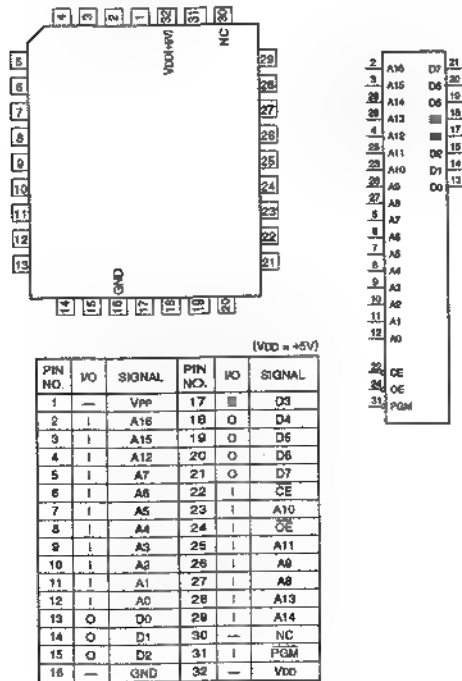 4 3 2 1 32 31 30
VDD(+5V) NC
5 29
6 28
7 27
8 26
9 25
10 24
11 23
12 22
13 21
GND
14 15 16 17 18 19 20
2 A16 D7 21
3 A15 D6 20
29 A14 D5 19
28 A13 18
4 A12 17
25 A11 D2 15
23 A10 D1 14
26 A9 D0 13
27 A8
5 A7
6 A6
7 A5
8 A4
9 A3
10 A2
11 A1
12 A0
22 CE
24 OE
31 PGM
(VDD = +5V)
PIN NO. I/O SIGNAL PIN NO. I/O SIGNAL
1 — VPP 17 D3
2 I A16 18 O D4
3 I A15 19 O D5
4 I A12 20 O D6
5 I A7 21 O D7
6 I A6 22 I CE
7 I A5 23 I A10
8 I A4 24 I OE
9 I A3 25 I A11
10 I A2 26 I A9
11 I A1 27 I A8
12 I A0 28 I A13
13 O D0 29 I A14
14 O D1 30 — NC
15 O D2 31 I PGM
16 — GND 32 — VDD